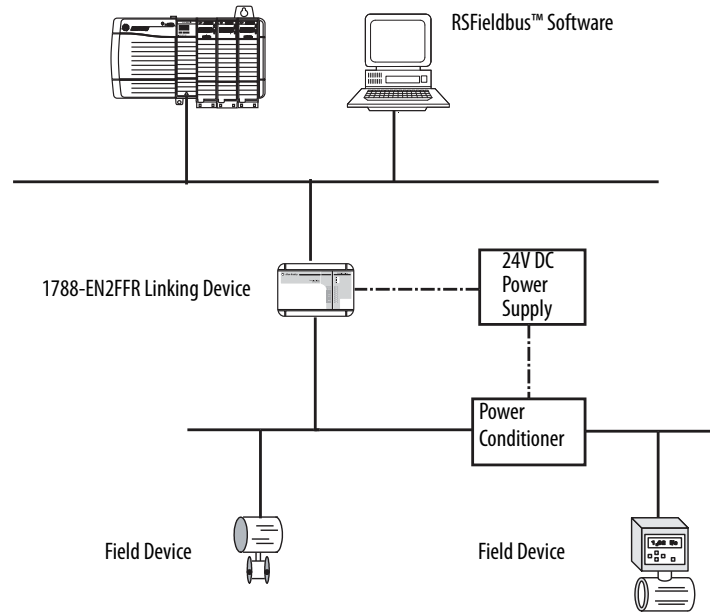 RSFieldbus™ Software
1788-EN2FFR Linking Device
24V DC
Power
Supply
Power
Conditioner
Field Device
Field Device